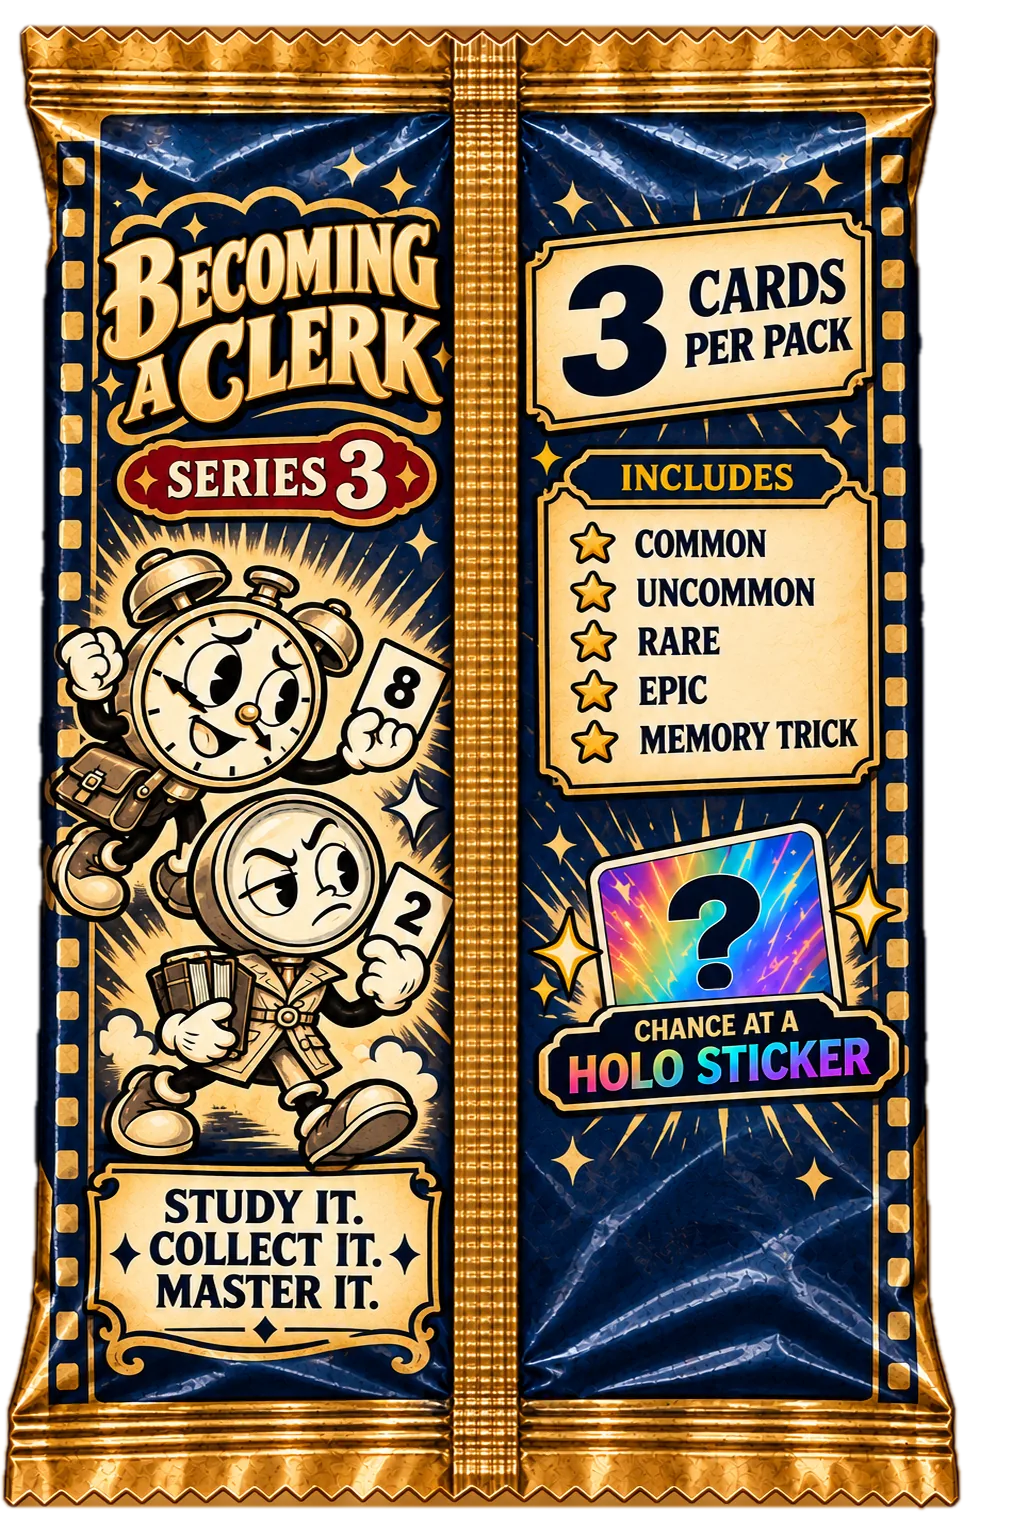 BECOMING
A CLERK
SERIES 3
8
2
STUDY IT.
COLLECT IT.
MASTER IT.
3 CARDS
PER PACK
INCLUDES
COMMON
UNCOMMON
RARE
EPIC
MEMORY TRICK
?
CHANCE AT A
HOLO STICKER